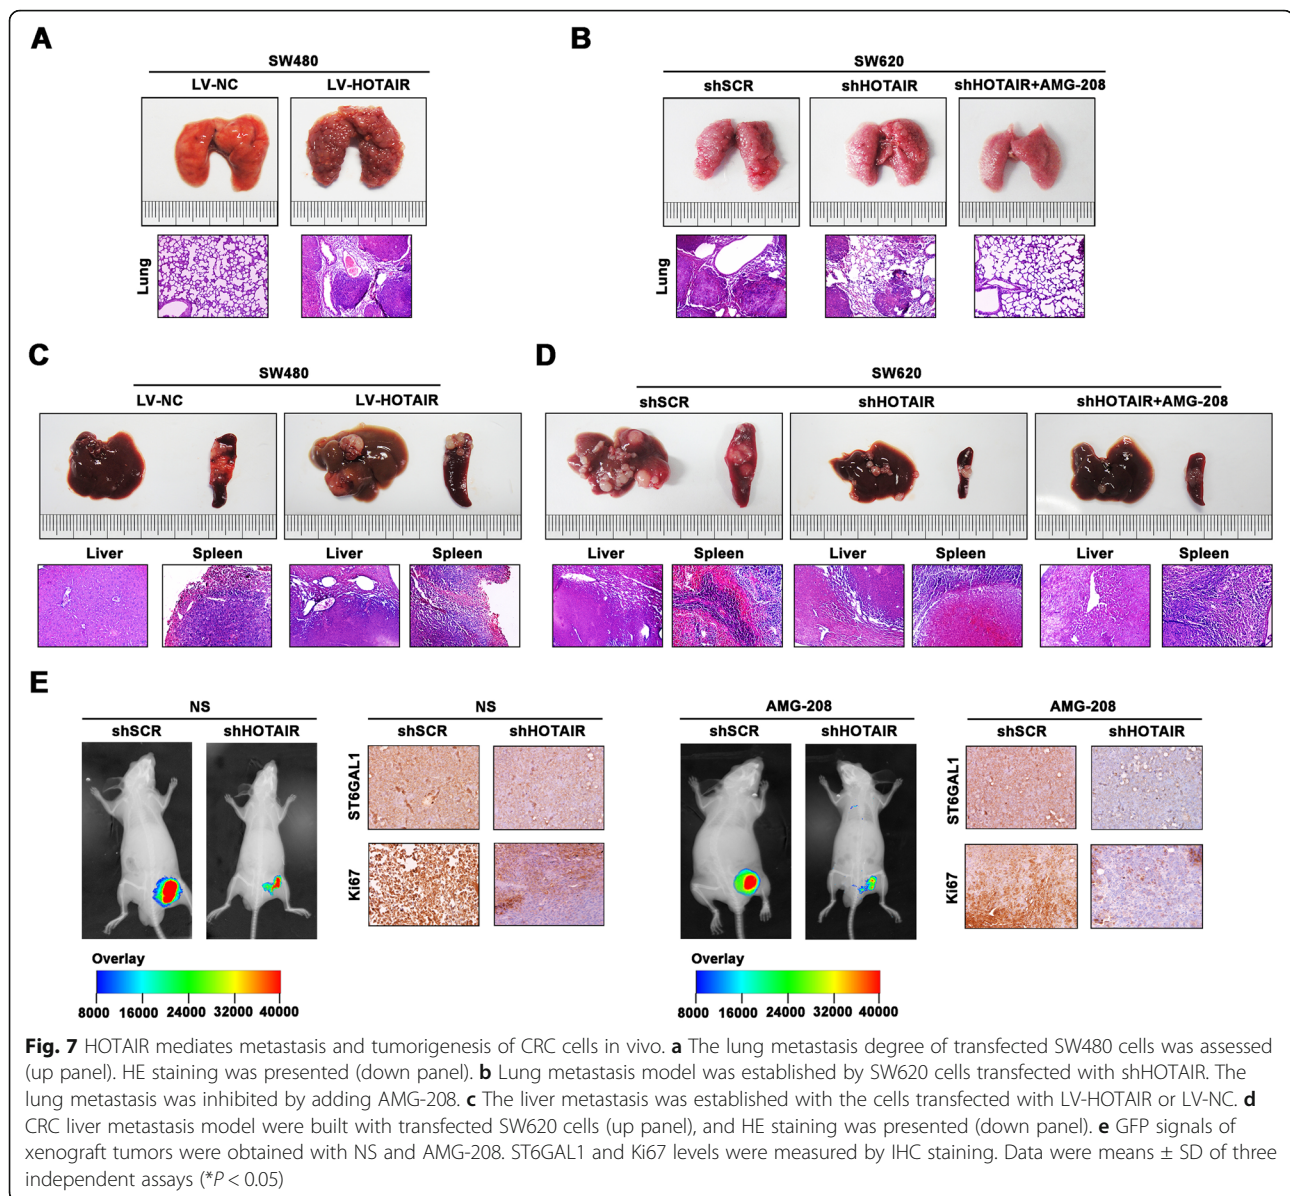 A
B
SW480
SW620
LV-NC LV-HOTAIR
shSCR shHOTAIR shHOTAIR+AMG-208
Lung
Lung
C
D
SW480
SW620
LV-NC LV-HOTAIR
shSCR shHOTAIR shHOTAIR+AMG-208
Liver Spleen Liver Spleen
Liver Spleen Liver Spleen Liver Spleen
E
NS NS AMG-208 AMG-208
shSCR shHOTAIR shSCR shHOTAIR shSCR shHOTAIR shSCR shHOTAIR
ST6GAL1
ST6GAL1
Ki67
Ki67
Overlay
8000 16000 24000 32000 40000
Overlay
8000 16000 24000 32000 40000
Fig. 7 HOTAIR mediates metastasis and tumorigenesis of CRC cells in vivo. a The lung metastasis degree of transfected SW480 cells was assessed
(up panel). HE staining was presented (down panel). b Lung metastasis model was established by SW620 cells transfected with shHOTAIR. The
lung metastasis was inhibited by adding AMG-208. c The liver metastasis was established with the cells transfected with LV-HOTAIR or LV-NC. d
CRC liver metastasis model were built with transfected SW620 cells (up panel), and HE staining was presented (down panel). e GFP signals of
xenograft tumors were obtained with NS and AMG-208. ST6GAL1 and Ki67 levels were measured by IHC staining. Data were means ± SD of three
independent assays (*P < 0.05)